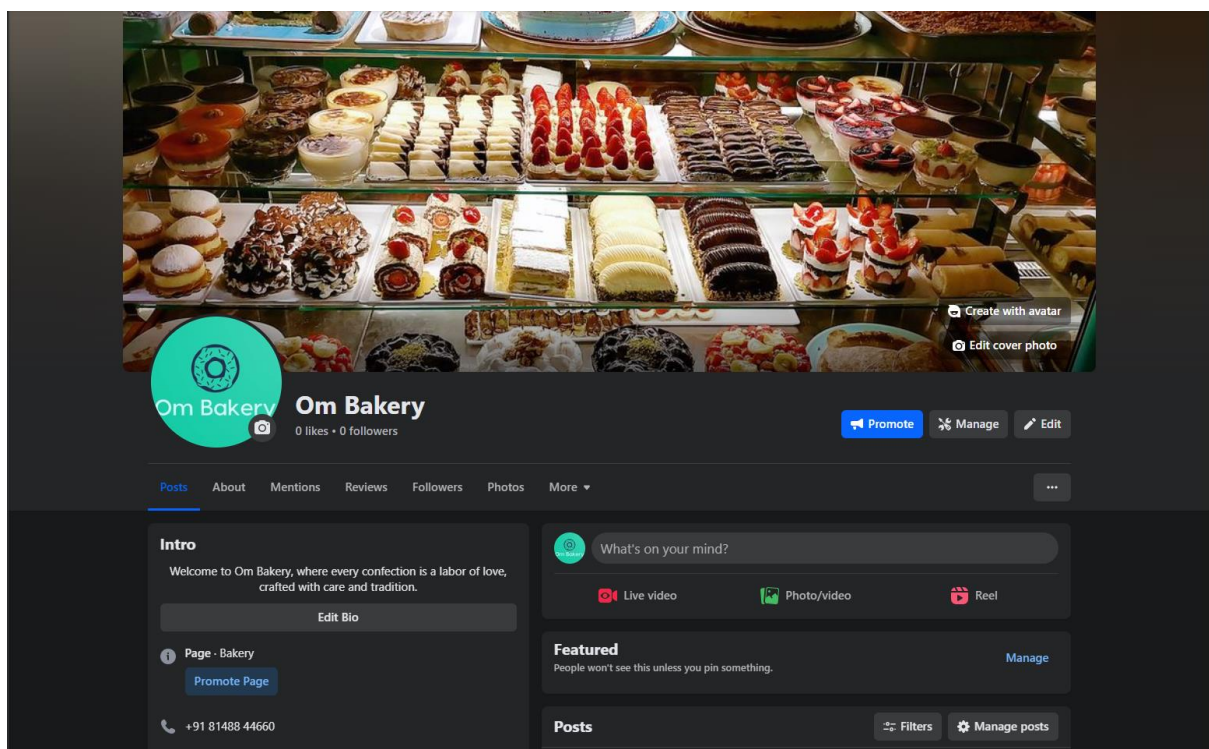 Create with avatar
Edit cover photo
Om Bakery
Om Bakery
0 likes • 0 followers
Promote
Manage
Edit
Posts
About
Mentions
Reviews
Followers
Photos
More
Intro
Welcome to Om Bakery, where every confection is a labor of love,
crafted with care and tradition.
Edit Bio
Page · Bakery
Promote Page
+91 81488 44660
Om Bakery
What's on your mind?
Live video
Photo/video
Reel
Featured
People won't see this unless you pin something.
Manage
Posts
Filters
Manage posts